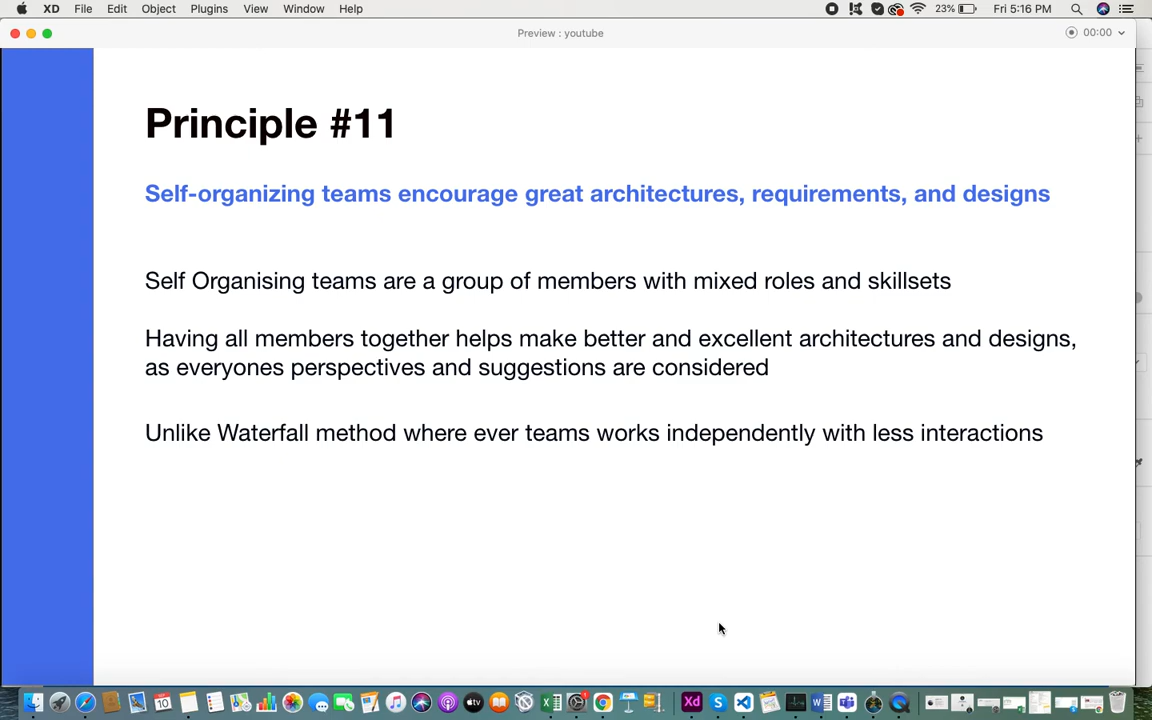 XD File Edit Object Plugins View Window Help 23% Fri 5:16 PM
Preview : youtube 00:00
Principle #11
Self-organizing teams encourage great architectures, requirements, and designs
Self Organising teams are a group of members with mixed roles and skillsets
Having all members together helps make better and excellent architectures and designs,
as everyones perspectives and suggestions are considered
Unlike Waterfall method where ever teams works independently with less interactions